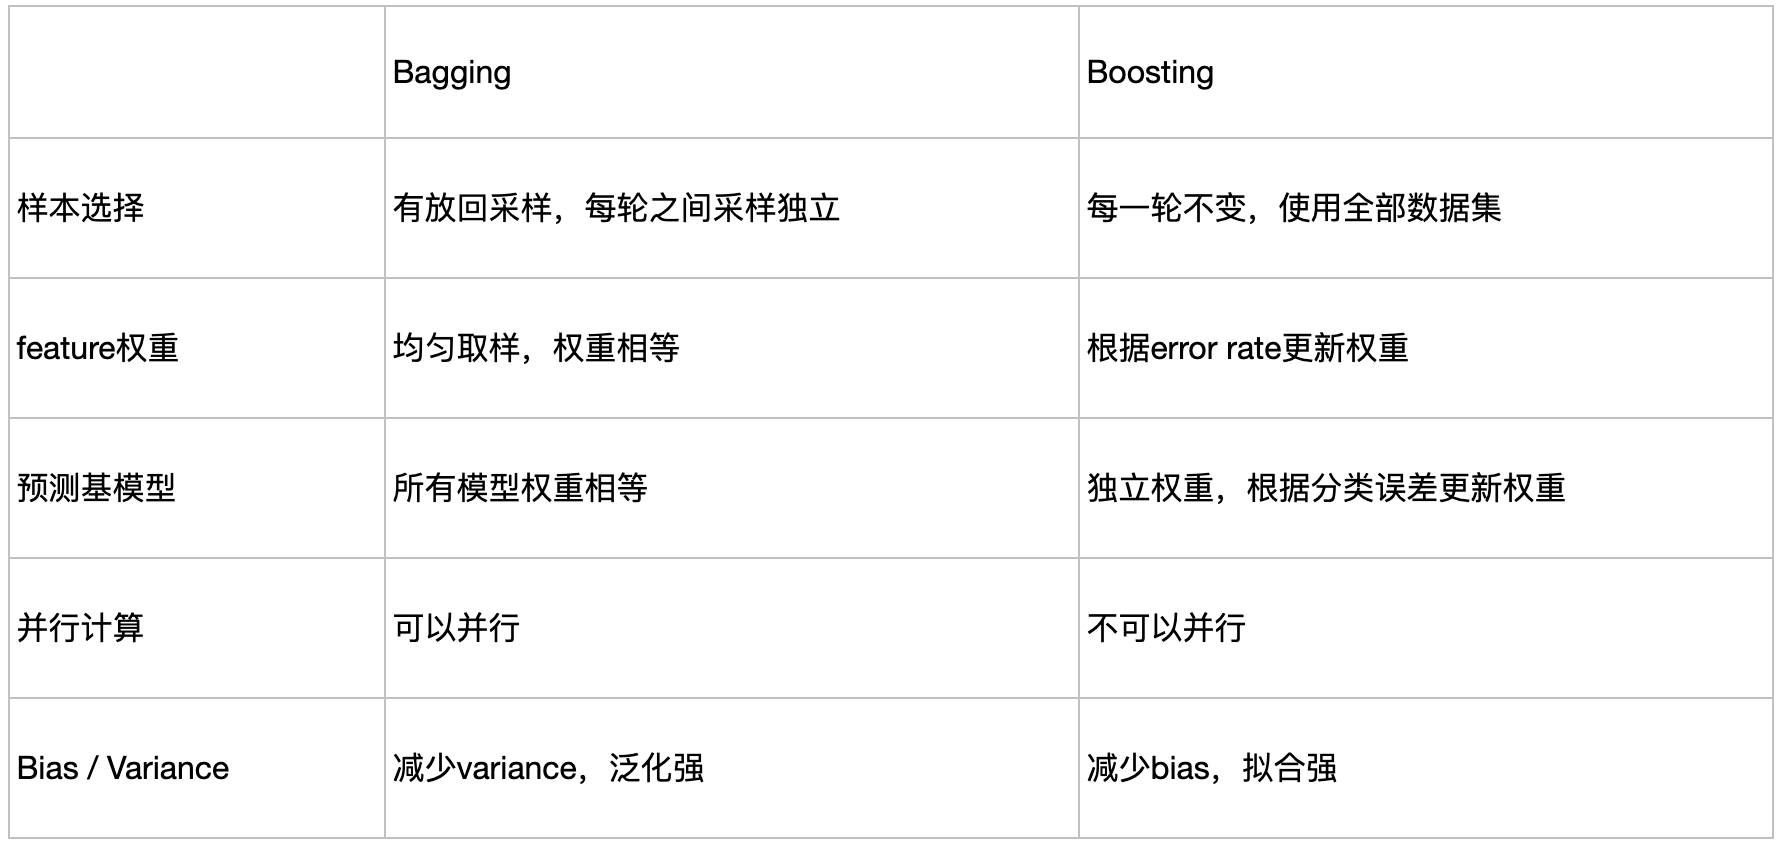 Bagging
Boosting
样本选择
有放回采样，每轮之间采样独立
每一轮不变，使用全部数据集
feature权重
均匀取样，权重相等
根据error rate更新权重
预测基模型
所有模型权重相等
独立权重，根据分类误差更新权重
并行计算
可以并行
不可以并行
Bias / Variance
减少variance，泛化强
减少bias，拟合强